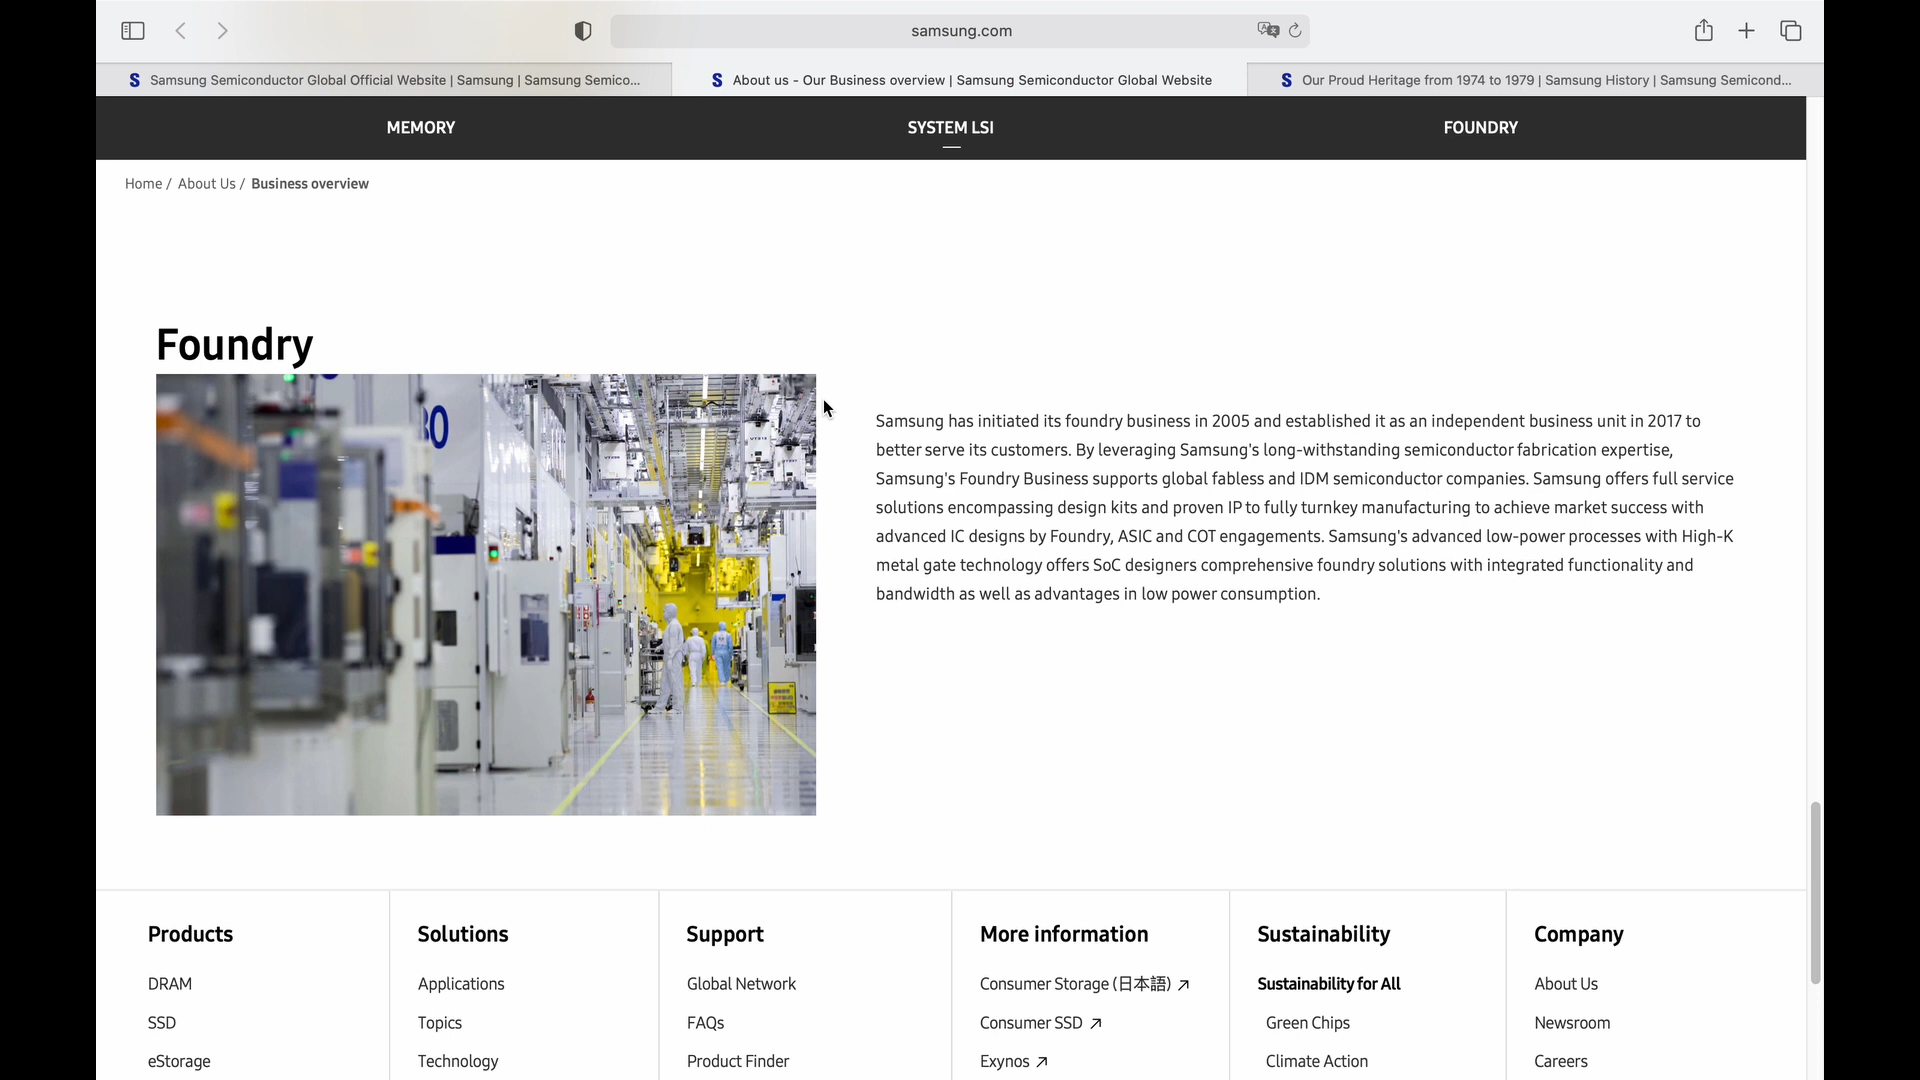 samsung.com
Samsung Semiconductor Global Official Website | Samsung | Samsung Semico...
About us - Our Business overview | Samsung Semiconductor Global Website
Our Proud Heritage from 1974 to 1979 | Samsung History | Samsung Semicond...
MEMORY
SYSTEM LSI
FOUNDRY
Home / About Us / Business overview
Foundry
Samsung has initiated its foundry business in 2005 and established it as an independent business unit in 2017 to
better serve its customers. By leveraging Samsung's long-withstanding semiconductor fabrication expertise,
Samsung's Foundry Business supports global fabless and IDM semiconductor companies. Samsung offers full service
solutions encompassing design kits and proven IP to fully turnkey manufacturing to achieve market success with
advanced IC designs by Foundry, ASIC and COT engagements. Samsung's advanced low-power processes with High-K
metal gate technology offers SoC designers comprehensive foundry solutions with integrated functionality and
bandwidth as well as advantages in low power consumption.
Products
DRAM
SSD
eStorage
Solutions
Applications
Topics
Technology
Support
Global Network
FAQs
Product Finder
More information
Consumer Storage (日本語)
Consumer SSD
Exynos
Sustainability
Sustainability for All
Green Chips
Climate Action
Company
About Us
Newsroom
Careers